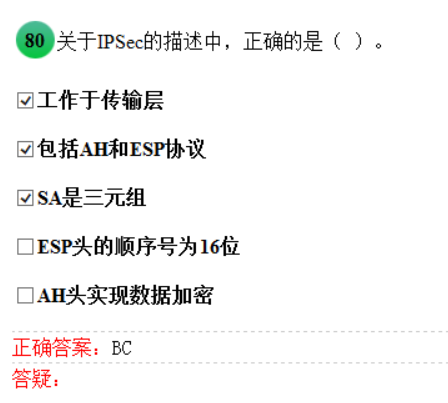 80 关于IPSec的描述中，正确的是（ ）。
工作于传输层
包括AH和ESP协议
SA是三元组
ESP头的顺序号为16位
AH头实现数据加密
正确答案：BC
答疑：